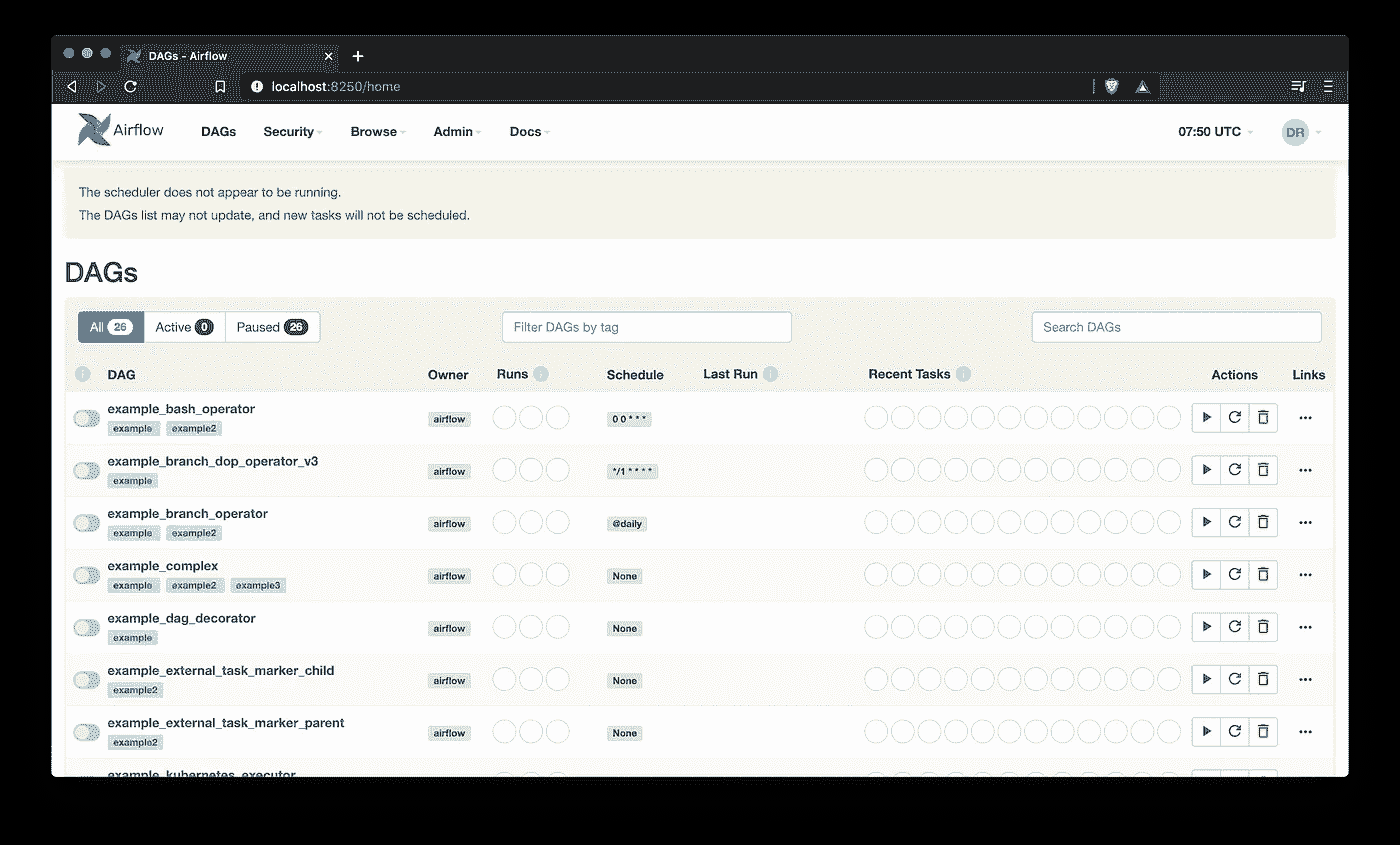 DAGs - Airflow
localhost:8250/home
Airflow DAGs Security Browse Admin Docs 07:50 UTC DR
The scheduler does not appear to be running.
The DAGs list may not update, and new tasks will not be scheduled.
DAGs
All 26 Active 0 Paused 26 Filter DAGs by tag Search DAGs
DAG Owner Runs Schedule Last Run Recent Tasks Actions Links
example_bash_operator
airflow 0 0 * * *
example example2
example_branch_dop_operator_v3
airflow */1 * * * *
example
example_branch_operator
airflow @daily
example example2
example_complex
airflow None
example example2 example3
example_dag_decorator
airflow None
example
example_external_task_marker_child
airflow None
example2
example_external_task_marker_parent
airflow None
example2
example_kubernetes_executor